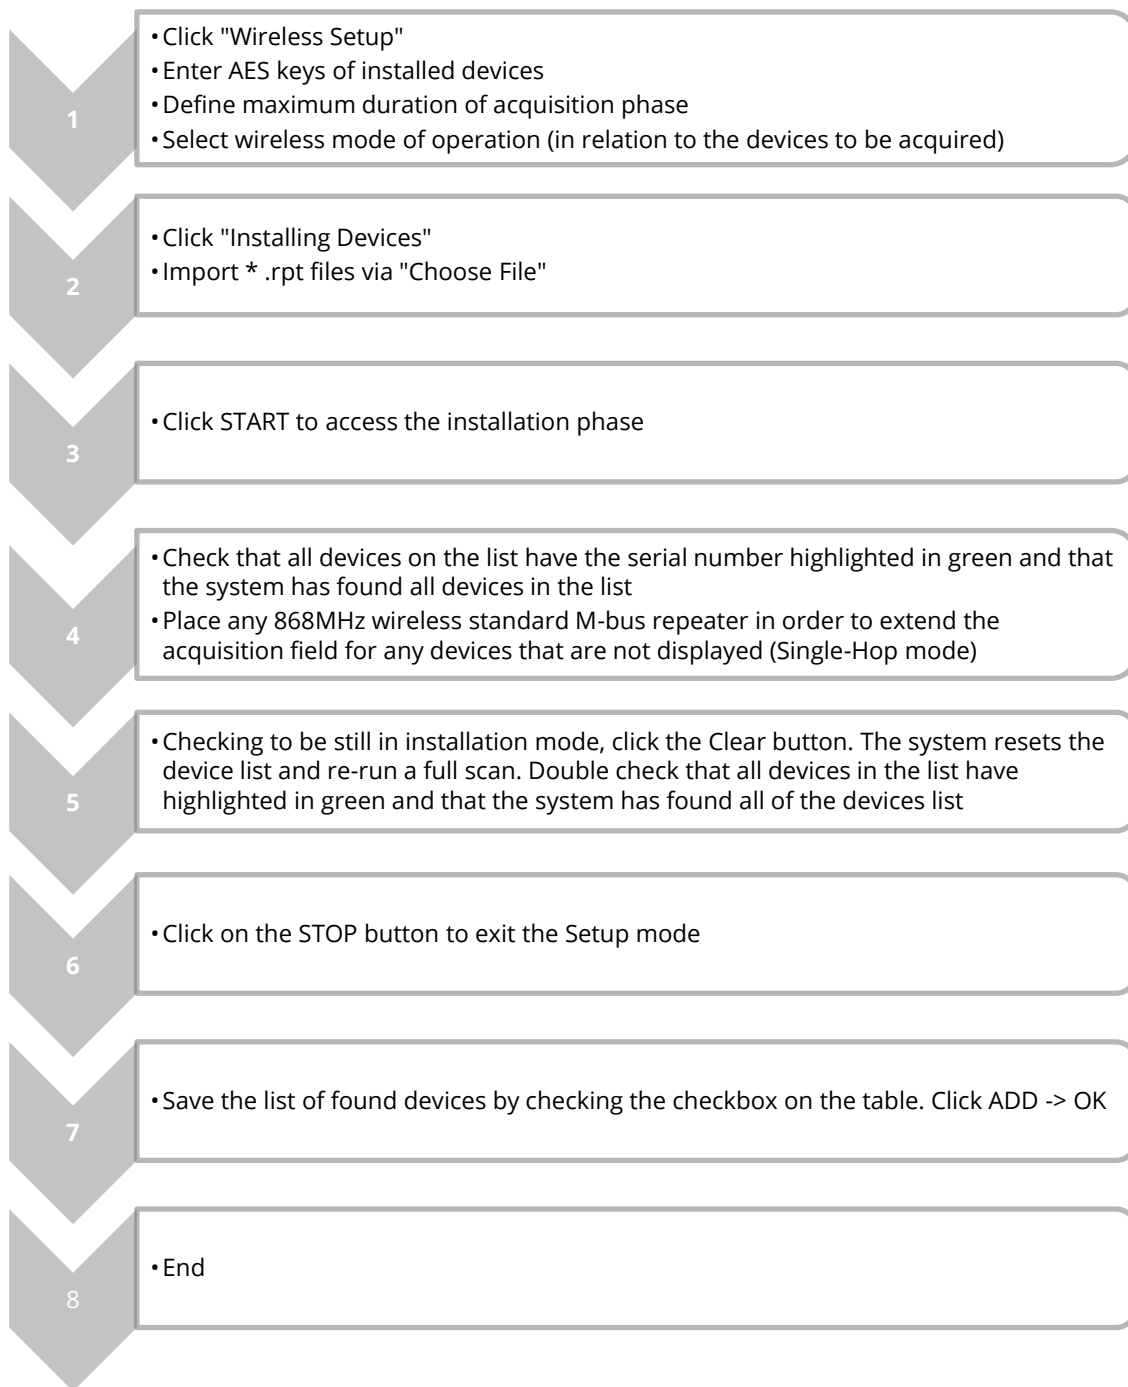 1
•Click "Wireless Setup"
•Enter AES keys of installed devices
•Define maximum duration of acquisition phase
•Select wireless mode of operation (in relation to the devices to be acquired)
2
•Click "Installing Devices"
•Import * .rpt files via "Choose File"
3
•Click START to access the installation phase
4
•Check that all devices on the list have the serial number highlighted in green and that
the system has found all devices in the list
•Place any 868MHz wireless standard M-bus repeater in order to extend the
acquisition field for any devices that are not displayed (Single-Hop mode)
5
•Checking to be still in installation mode, click the Clear button. The system resets the
device list and re-run a full scan. Double check that all devices in the list have
highlighted in green and that the system has found all of the devices list
6
•Click on the STOP button to exit the Setup mode
7
•Save the list of found devices by checking the checkbox on the table. Click ADD -> OK
8
•End